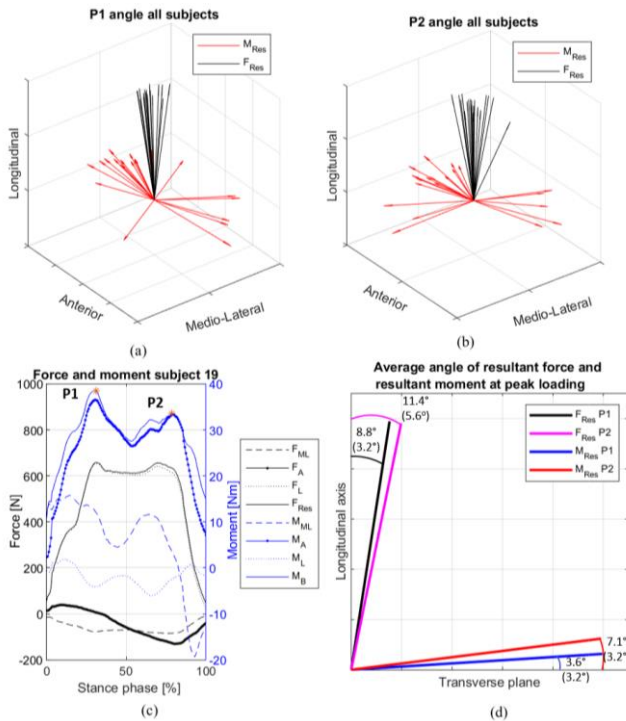 P1 angle all subjects
M_Res
F_Res
Longitudinal
Anterior
Medio-Lateral
(a)
P2 angle all subjects
M_Res
F_Res
Longitudinal
Anterior
Medio-Lateral
(b)
Force and moment subject 19
P1
P2
1000
800
600
400
200
0
-200
Force [N]
40
30
20
10
0
-10
-20
Moment [Nm]
0
50
100
Stance phase [%]
F_ML
F_A
F_L
F_Res
M_ML
M_A
M_L
M_B
(c)
Average angle of resultant force and
resultant moment at peak loading
11.4°
(5.6°)
8.8°
(3.2°)
F_Res P1
F_Res P2
M_Res P1
M_Res P2
7.1°
(3.2°)
3.6°
(3.2°)
Longitudinal axis
Transverse plane
(d)